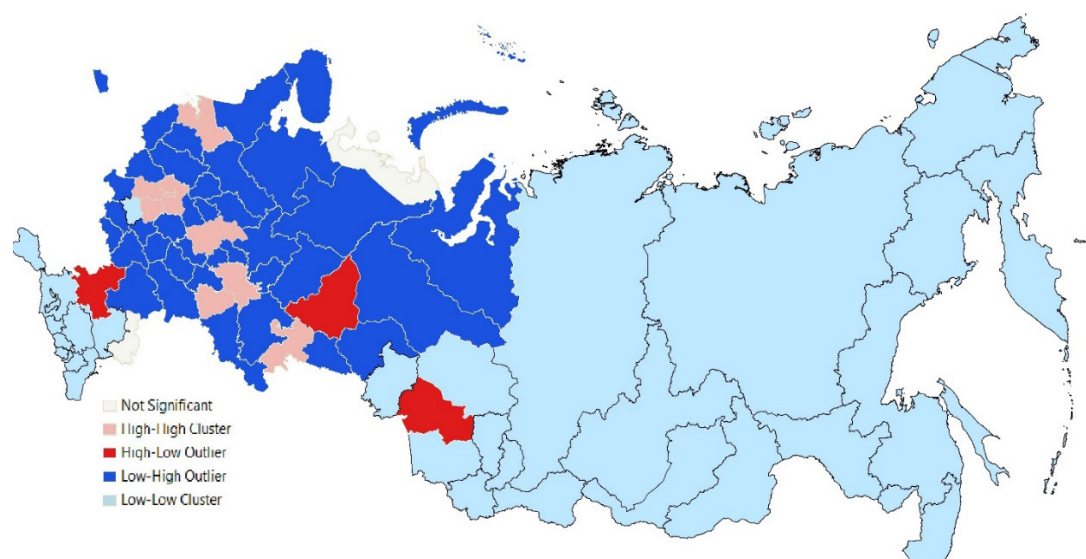 Not Significant
High-High Cluster
High-Low Outlier
Low-High Outlier
Low-Low Cluster